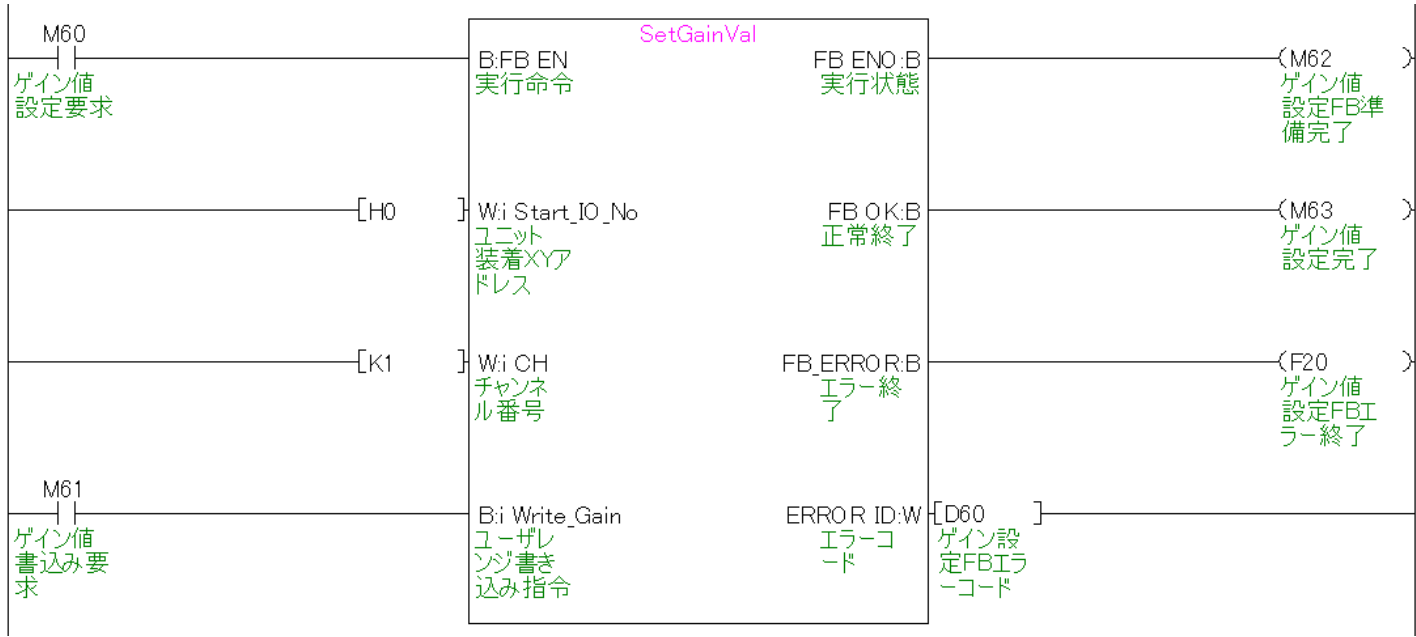 SetGainVal
M60
ゲイン値
設定要求
B:FB EN
実行命令
FB ENO:B
実行状態
(M62 )
ゲイン値
設定FB準
備完了
[H0 ]
W:i Start_IO_No
ユニット
装着XYア
ドレス
FB OK:B
正常終了
(M63 )
ゲイン値
設定完了
[K1 ]
W:i CH
チャンネ
ル番号
FB_ERROR:B
エラー終
了
(F20 )
ゲイン値
設定FBエ
ラー終了
M61
ゲイン値
書込み要
求
B:i Write_Gain
ユーザレ
ンジ書き
込み指令
ERROR ID:W
エラーコ
ード
[D60 ]
ゲイン設
定FBエラ
ーコード